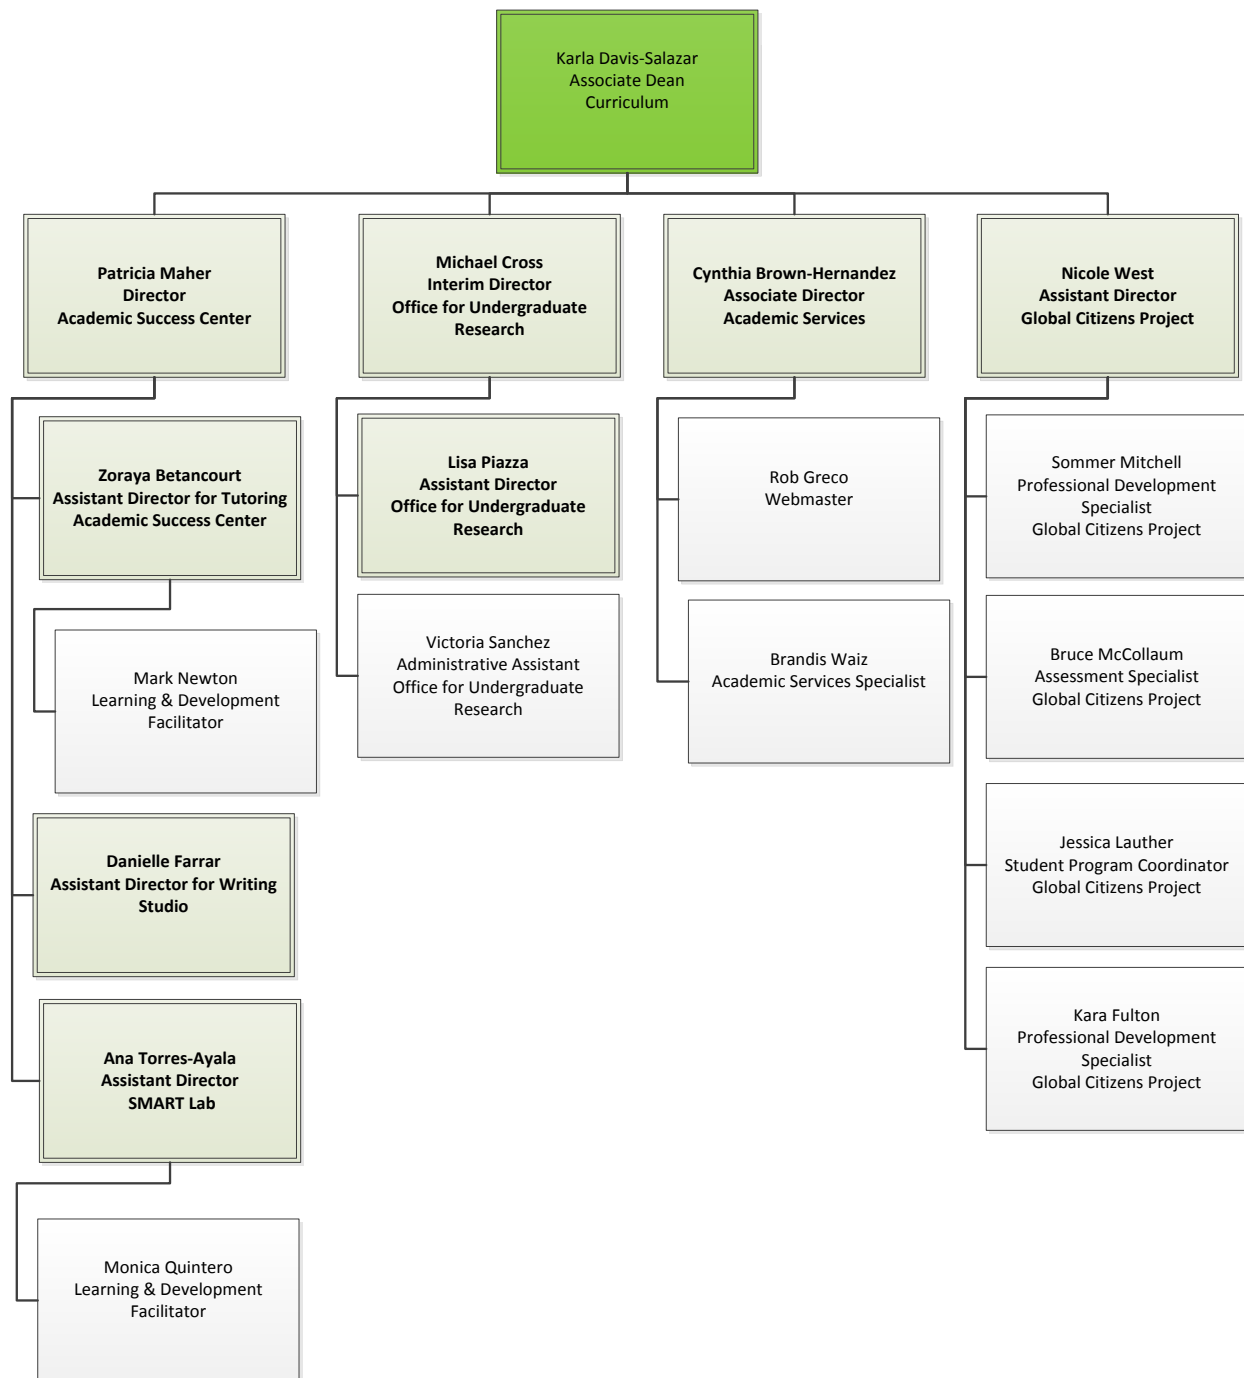 Karla Davis-Salazar
Associate Dean
Curriculum
Patricia Maher
Director
Academic Success Center
Michael Cross
Interim Director
Office for Undergraduate
Research
Cynthia Brown-Hernandez
Associate Director
Academic Services
Nicole West
Assistant Director
Global Citizens Project
Zoraya Betancourt
Assistant Director for Tutoring
Academic Success Center
Lisa Piazza
Assistant Director
Office for Undergraduate
Research
Rob Greco
Webmaster
Sommer Mitchell
Professional Development
Specialist
Global Citizens Project
Mark Newton
Learning & Development
Facilitator
Victoria Sanchez
Administrative Assistant
Office for Undergraduate
Research
Brandis Waiz
Academic Services Specialist
Bruce McCollaum
Assessment Specialist
Global Citizens Project
Danielle Farrar
Assistant Director for Writing
Studio
Jessica Lauther
Student Program Coordinator
Global Citizens Project
Ana Torres-Ayala
Assistant Director
SMART Lab
Kara Fulton
Professional Development
Specialist
Global Citizens Project
Monica Quintero
Learning & Development
Facilitator